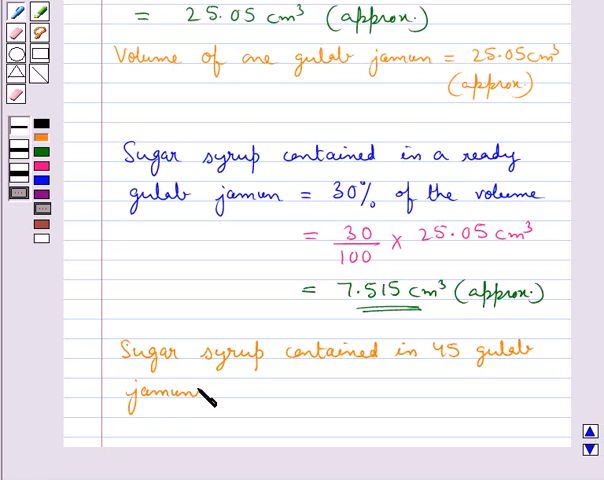 = 25.05 cm³ (approx.)
Volume of one gulab jamun = 25.05cm³
(approx)
Sugar syrup contained in a ready
gulab jamun = 30% of the volume
= 30/100 × 25.05 cm³
= 7.515 cm³ (approx.)
Sugar syrup contained in 45 gulab
jamun